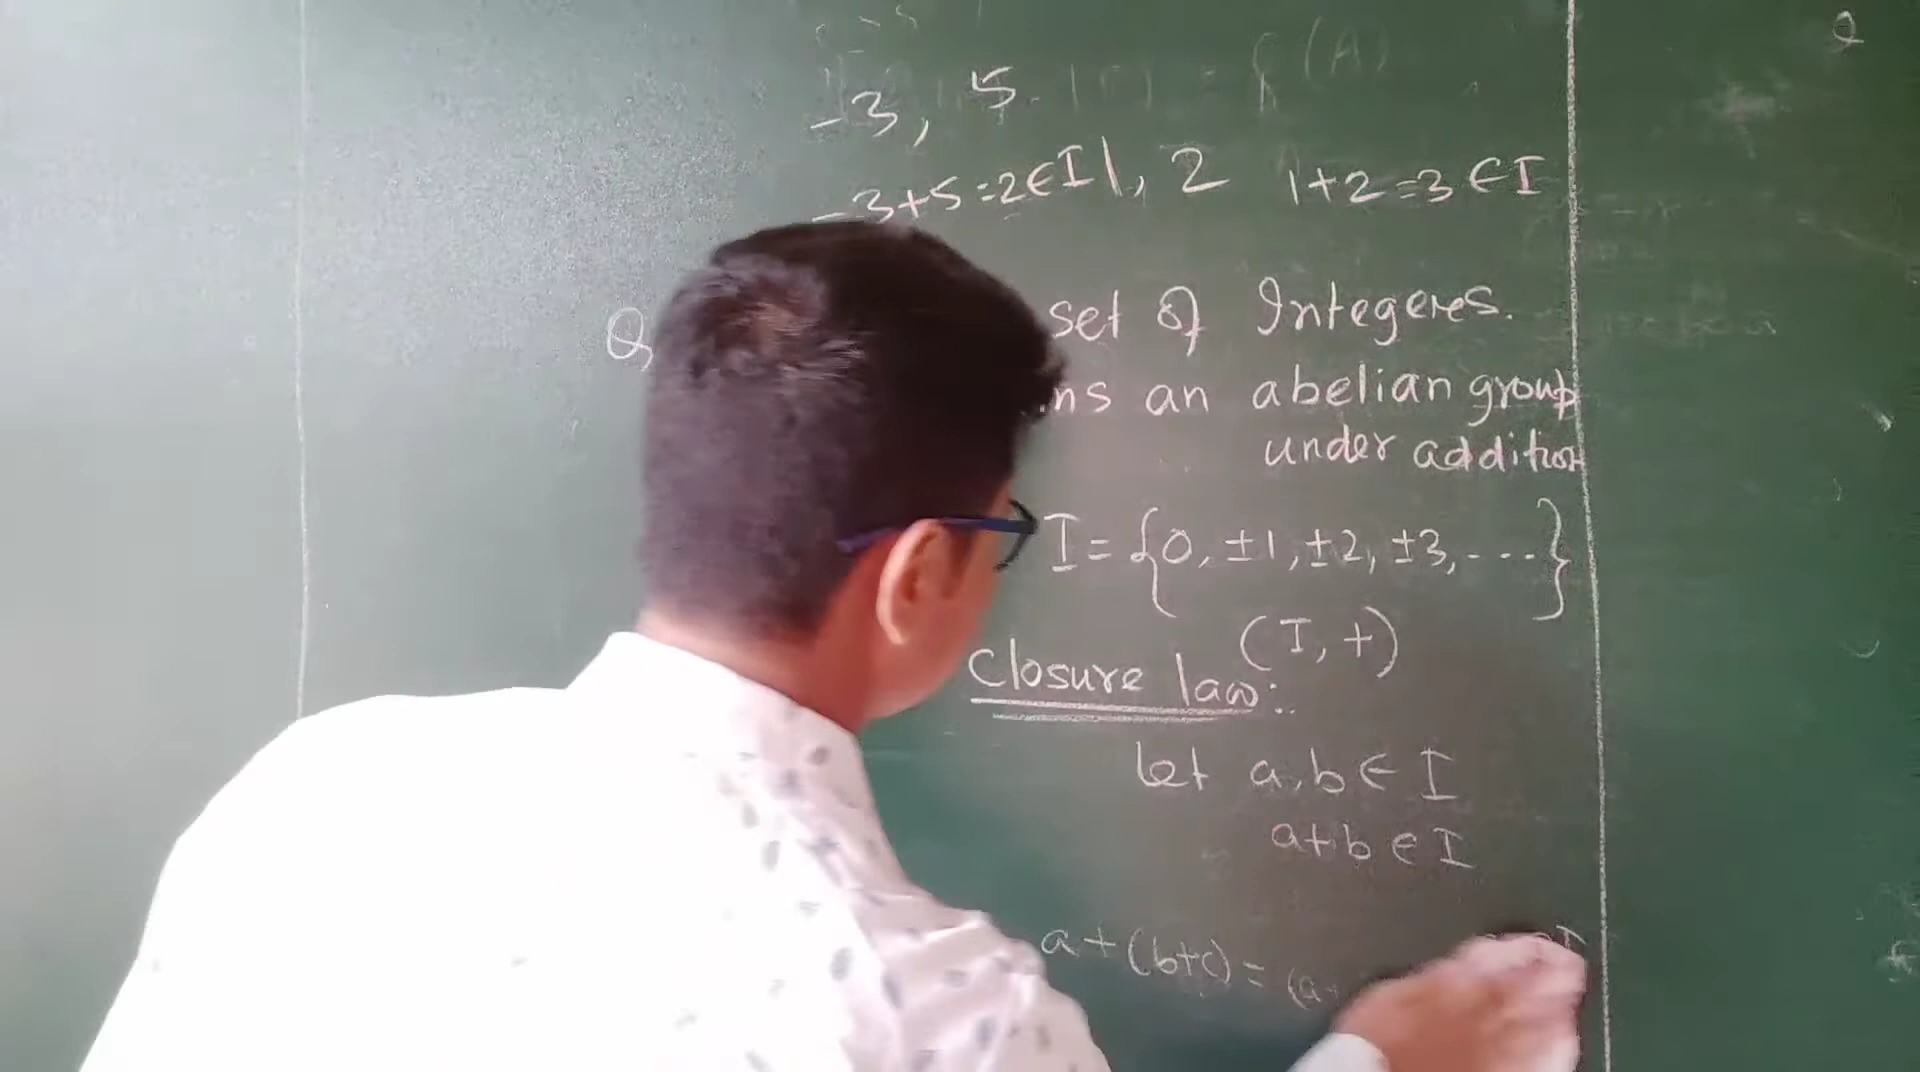 -3, 5
-3+5=2∈I 1, 2 1+2=3 ∈ I
Q set of Integeres.
an abelian group
under addition
I = {0, ±1, ±2, ±3, ....}
(I, +)
Closure law:
let a, b ∈ I
a+b ∈ I
a+(b+c) = (a+